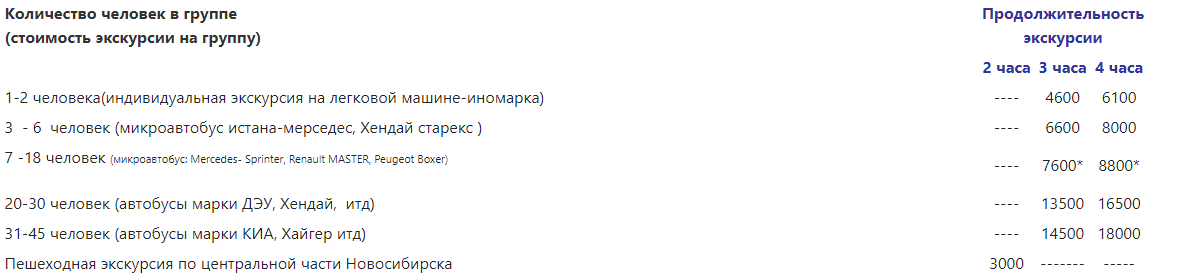 Количество человек в группе Продолжительность
(стоимость экскурсии на группу) экскурсии
2 часа 3 часа 4 часа
1-2 человека(индивидуальная экскурсия на легковой машине-иномарка) ---- 4600 6100
3 - 6 человек (микроавтобус истана-мерседес, Хендай старекс ) ---- 6600 8000
7 -18 человек (микроавтобус: Mercedes- Sprinter, Renault MASTER, Peugeot Boxer) ---- 7600* 8800*
20-30 человек (автобусы марки ДЭУ, Хендай, итд) ---- 13500 16500
31-45 человек (автобусы марки КИА, Хайгер итд) ---- 14500 18000
Пешеходная экскурсия по центральной части Новосибирска 3000 ------- -----